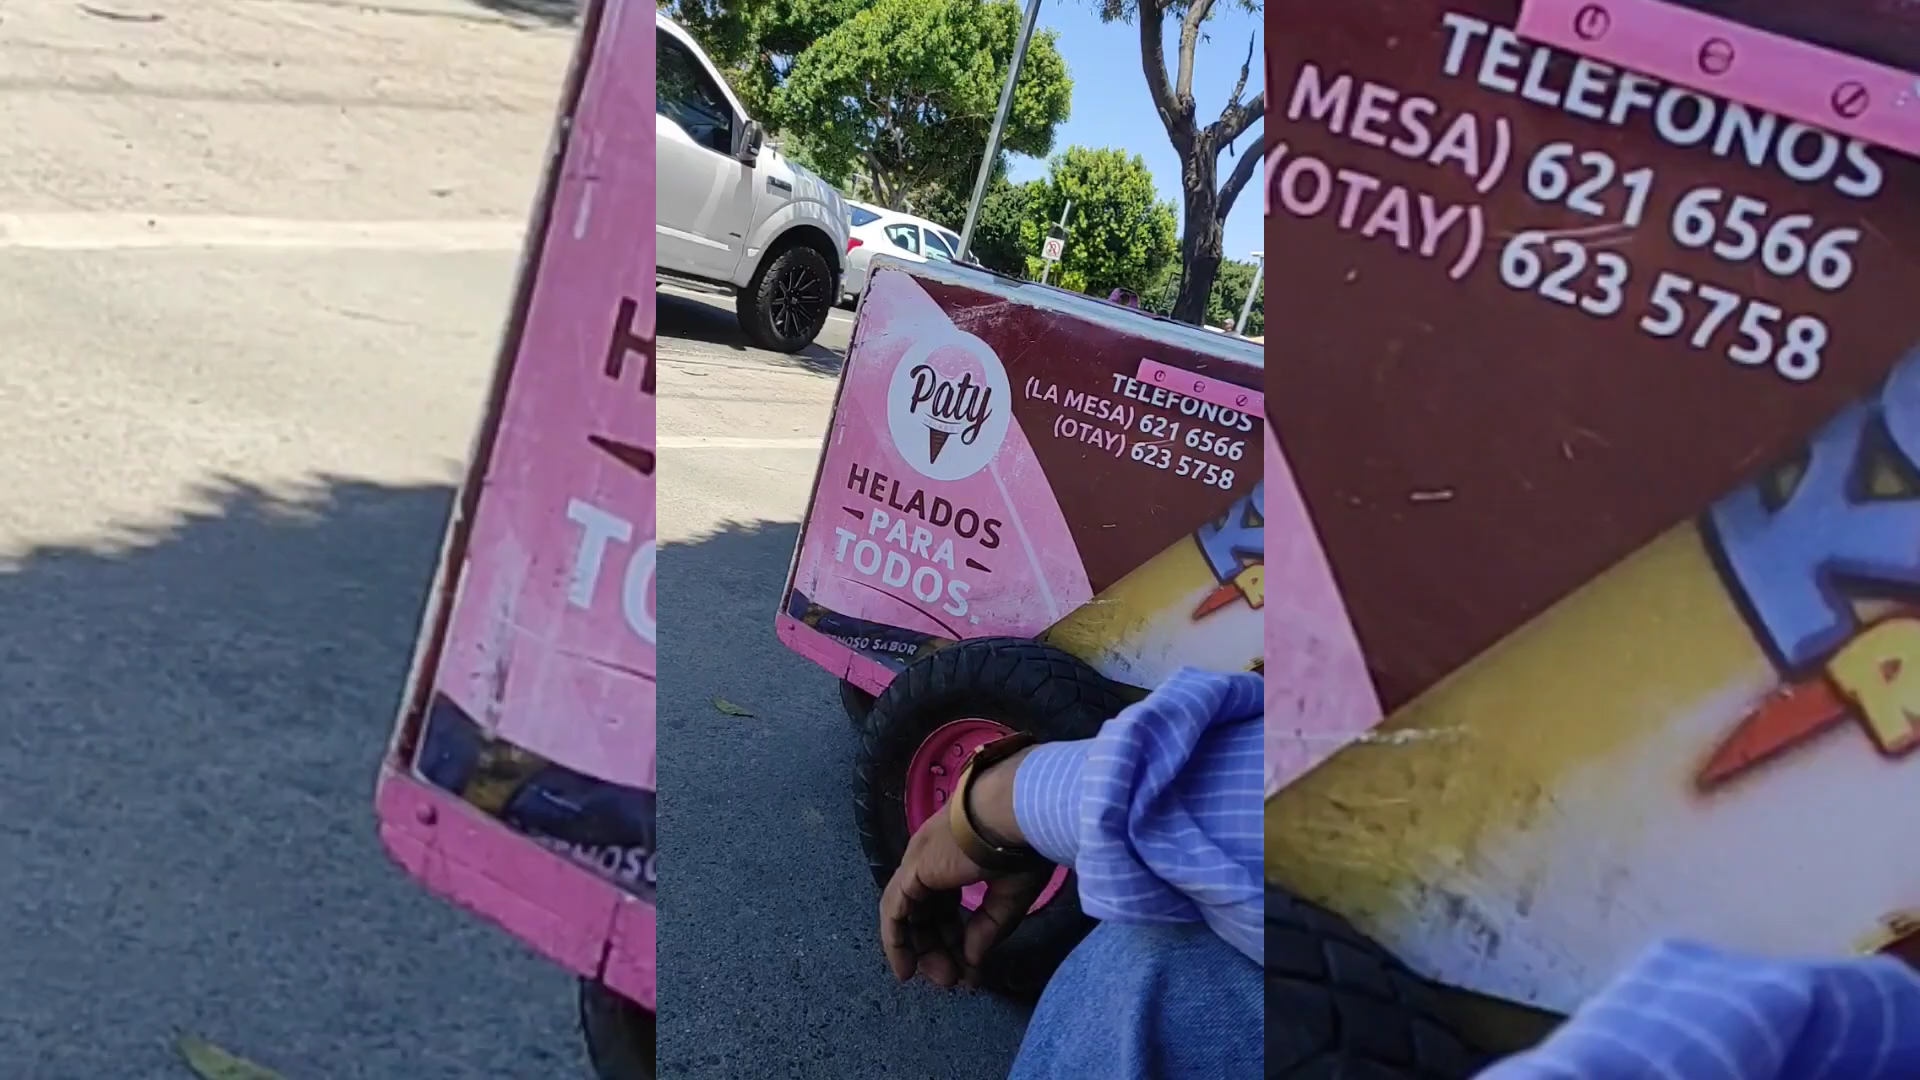 Paty
HELADOS
PARA
TODOS.
TELEFONOS
(LA MESA) 621 6566
(OTAY) 623 5758
SABOR
TELEFONOS
MESA) 621 6566
(OTAY) 623 5758